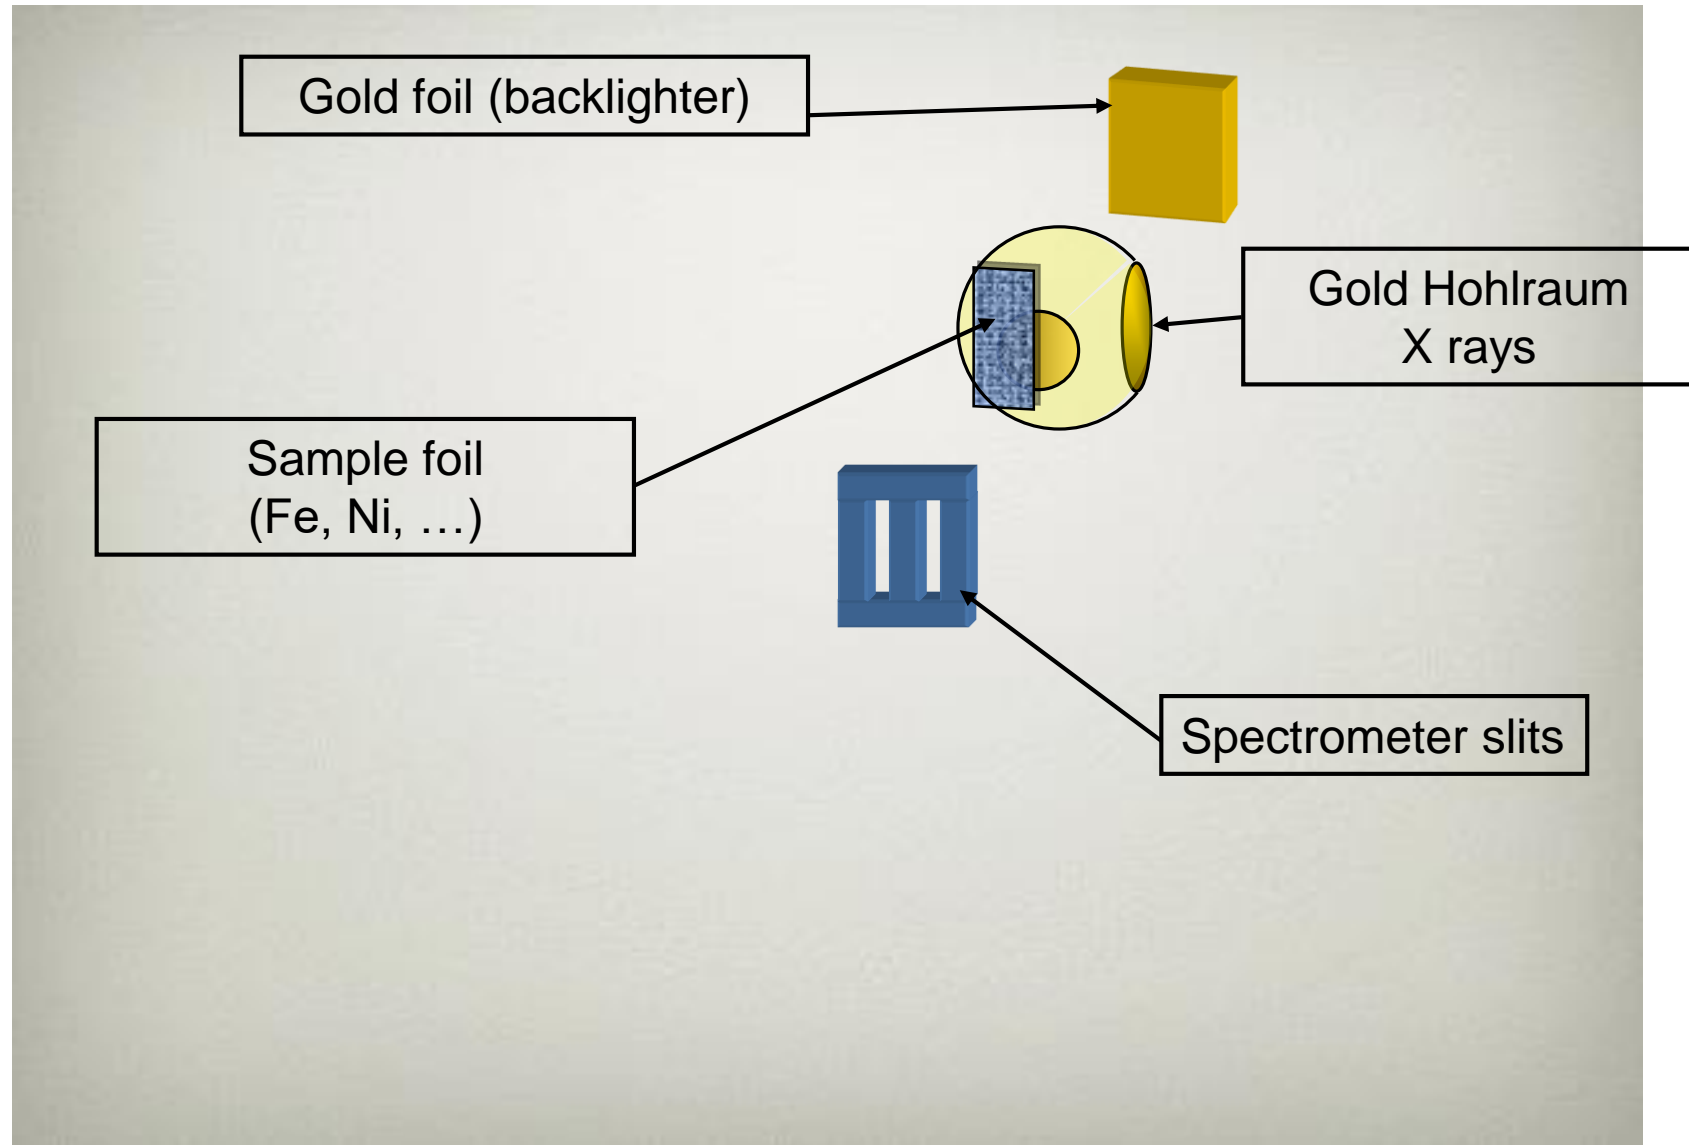 Gold foil (backlighter)
Gold Hohlraum
X rays
Sample foil
(Fe, Ni, …)
Spectrometer slits